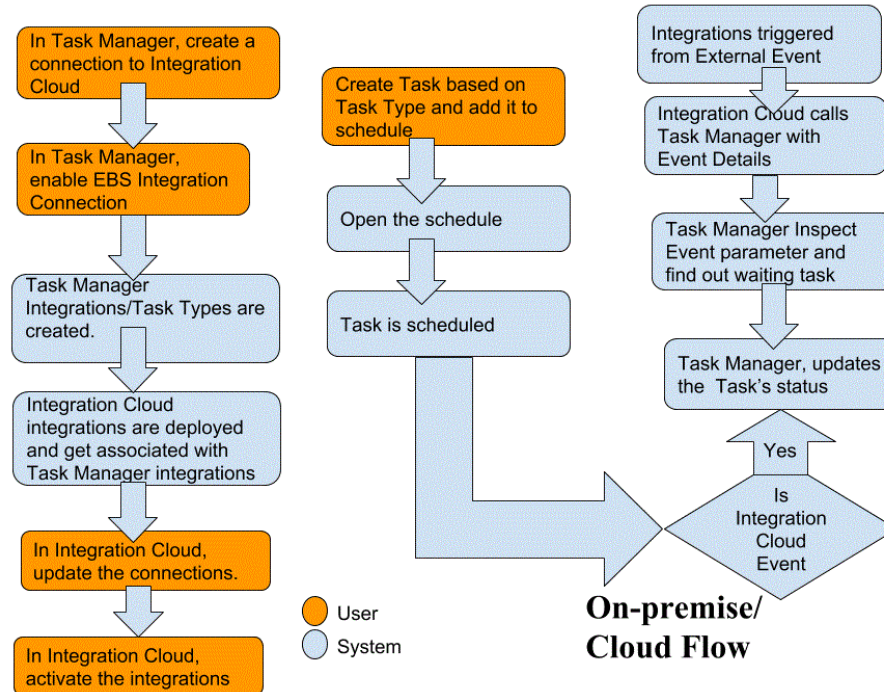 In Task Manager, create a
connection to Integration
Cloud
In Task Manager,
enable EBS Integration
Connection
Task Manager
Integrations/Task Types are
created.
Integration Cloud
integrations are deployed
and get associated with
Task Manager integrations
In Integration Cloud,
update the connections.
In Integration Cloud,
activate the integrations
Create Task based on
Task Type and add it to
schedule
Open the schedule
Task is scheduled
Integrations triggered
from External Event
Integration Cloud calls
Task Manager with
Event Details
Task Manager Inspect
Event parameter and
find out waiting task
Task Manager, updates
the Task's status
Yes
Is
Integration
Cloud
Event
User
System
On-premise/
Cloud Flow